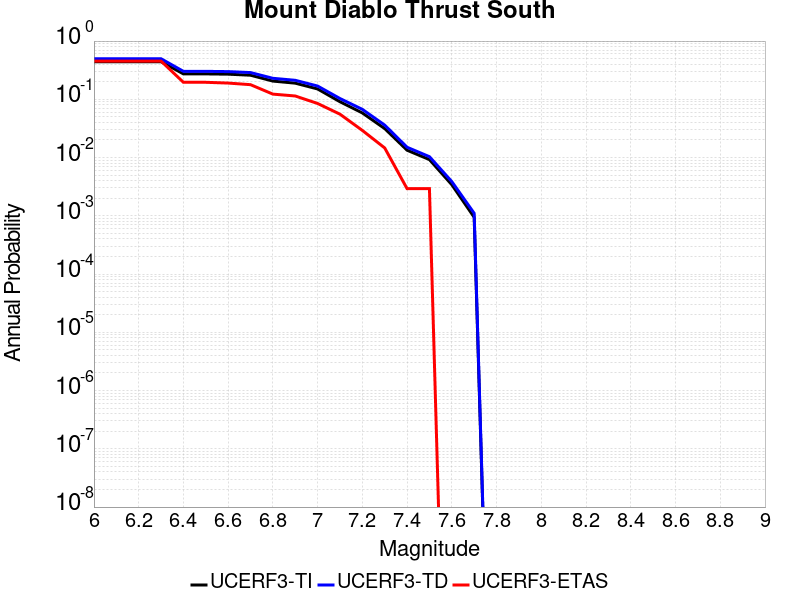 Mount Diablo Thrust South
10^0
10^-1
10^-2
10^-3
10^-4
10^-5
10^-6
10^-7
10^-8
Annual Probability
6 6.2 6.4 6.6 6.8 7 7.2 7.4 7.6 7.8 8 8.2 8.4 8.6 8.8 9
Magnitude
UCERF3-TI UCERF3-TD UCERF3-ETAS